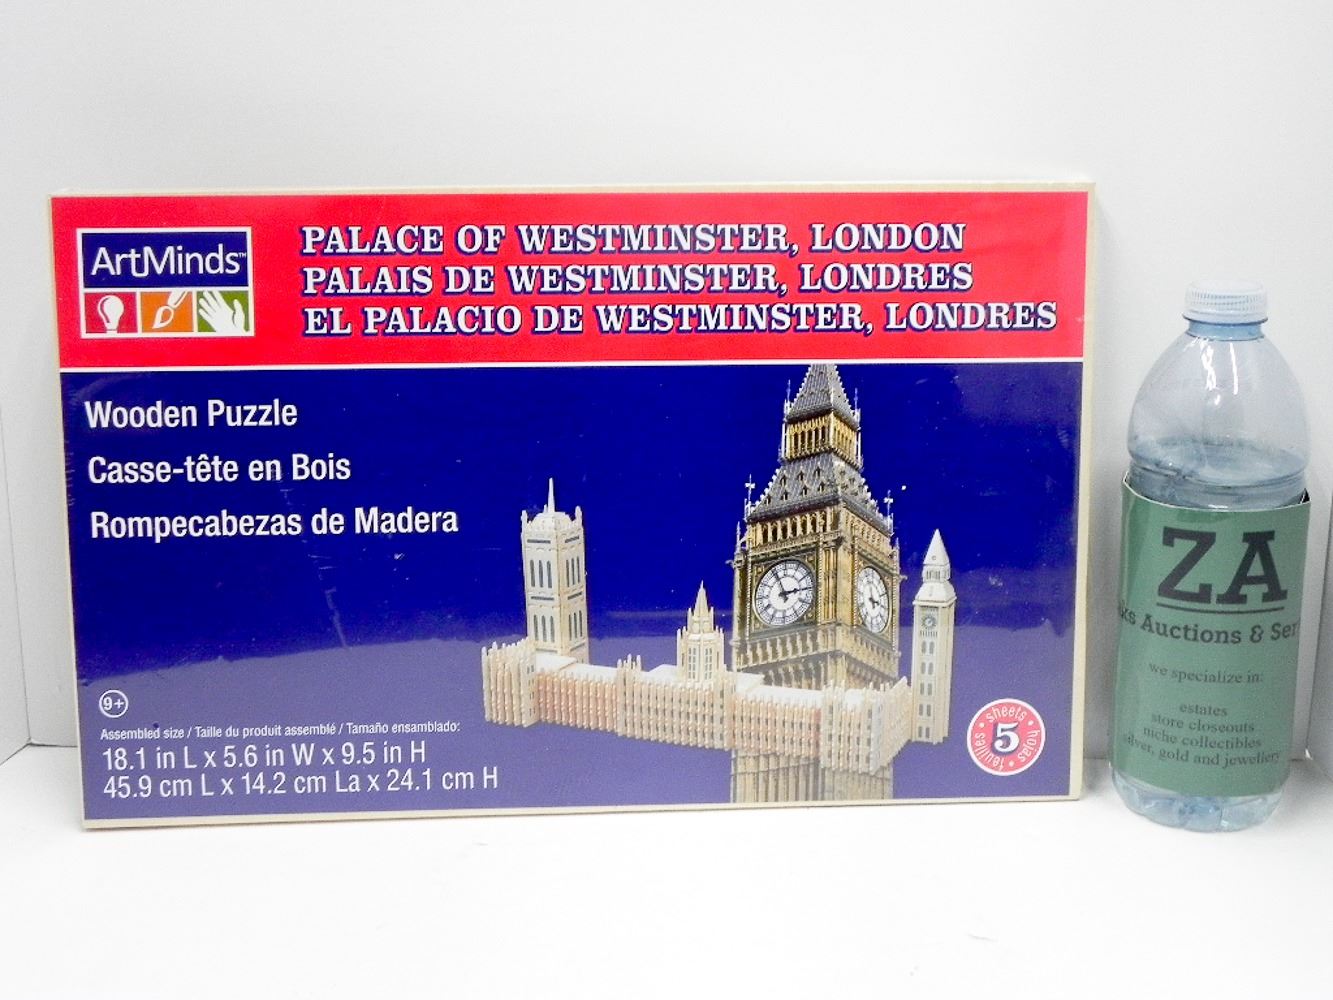 ArtMinds™
PALACE OF WESTMINSTER, LONDON
PALAIS DE WESTMINSTER, LONDRES
EL PALACIO DE WESTMINSTER, LONDRES
Wooden Puzzle
Casse-tête en Bois
Rompecabezas de Madera
9+
Assembled size / Taille du produit assemblé / Tamaño ensamblado:
18.1 in L x 5.6 in W x 9.5 in H
45.9 cm L x 14.2 cm La x 24.1 cm H
sheets • hojas • feuilles •
5
ZA
Auctions &
we specialize in:
estates
store closeouts
niche collectibles
silver, gold and jewellery